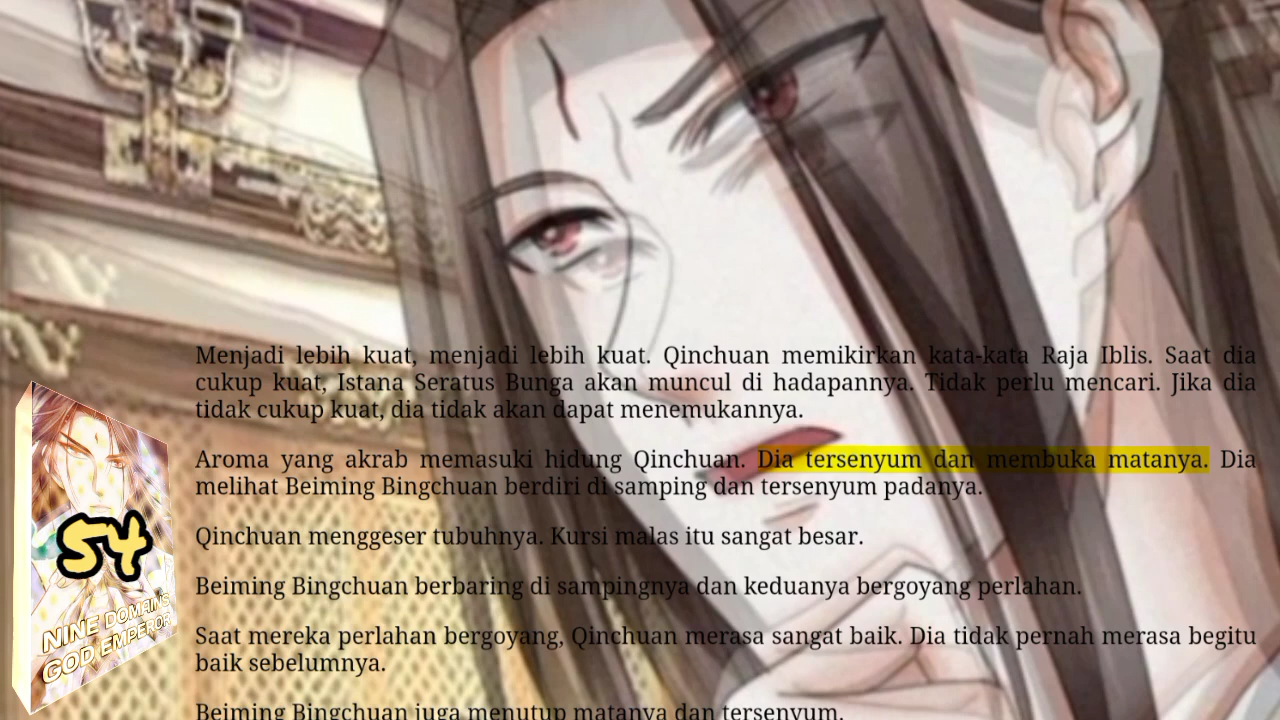 Menjadi lebih kuat, menjadi lebih kuat. Qinchuan memikirkan kata-kata Raja Iblis. Saat dia
cukup kuat, Istana Seratus Bunga akan muncul di hadapannya. Tidak perlu mencari. Jika dia
tidak cukup kuat, dia tidak akan dapat menemukannya.
Aroma yang akrab memasuki hidung Qinchuan. Dia tersenyum dan membuka matanya. Dia
melihat Beiming Bingchuan berdiri di samping dan tersenyum padanya.
Qinchuan menggeser tubuhnya. Kursi malas itu sangat besar.
Beiming Bingchuan berbaring di sampingnya dan keduanya bergoyang perlahan.
Saat mereka perlahan bergoyang, Qinchuan merasa sangat baik. Dia tidak pernah merasa begitu
baik sebelumnya.
Beiming Bingchuan juga menutup matanya dan tersenyum.
54
NINE DOMAINS
GOD EMPEROR